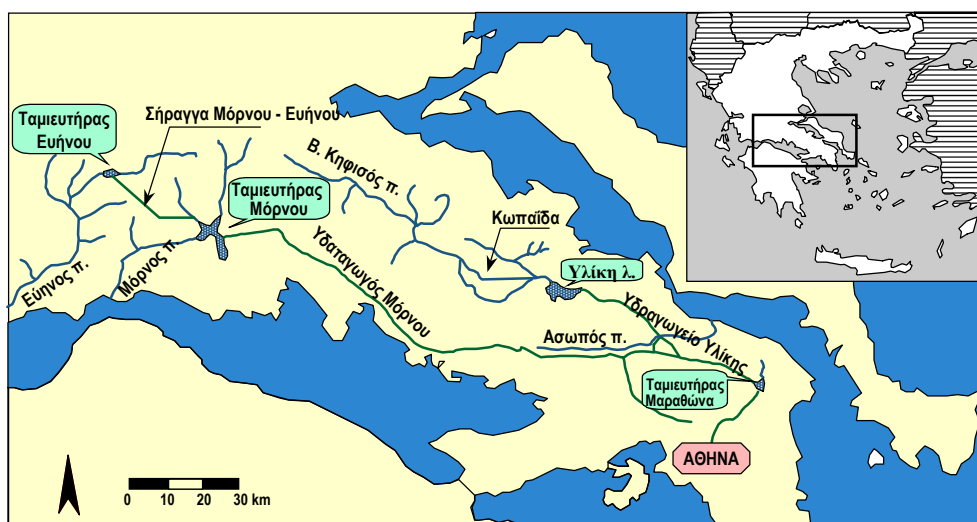 Ταμιευτήρας
Ευήνου
Σήραγγα Μόρνου - Ευήνου
Β. Κηφισός π.
Ταμιευτήρας
Μόρνου
Κωπαΐδα
Υλίκη λ.
Εύηνος π.
Μόρνος π.
Υδαταγωγός Μόρνου
Υδραγωγείο Υλίκης
Ασωπός π.
Ταμιευτήρας
Μαραθώνα
ΑΘΗΝΑ
0 10 20 30 km